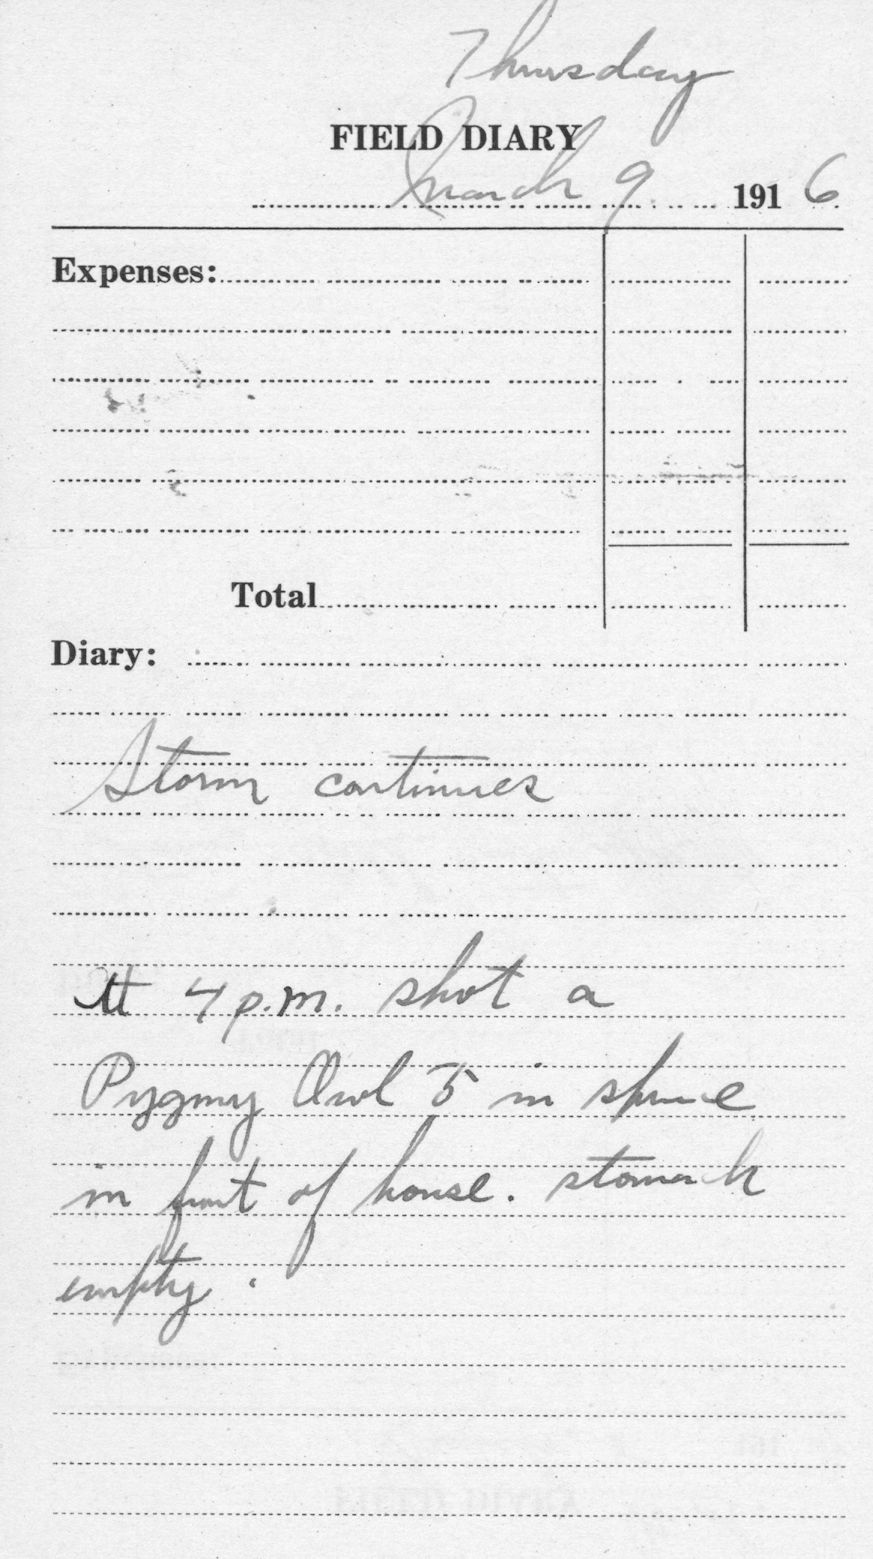 Thursday
FIELD DIARY
March 9 1916
Expenses:
Total
Diary:
Storm continues
At 4 p.m. shot a
Pygmy Owl in spruce
in front of house. stomach
empty.